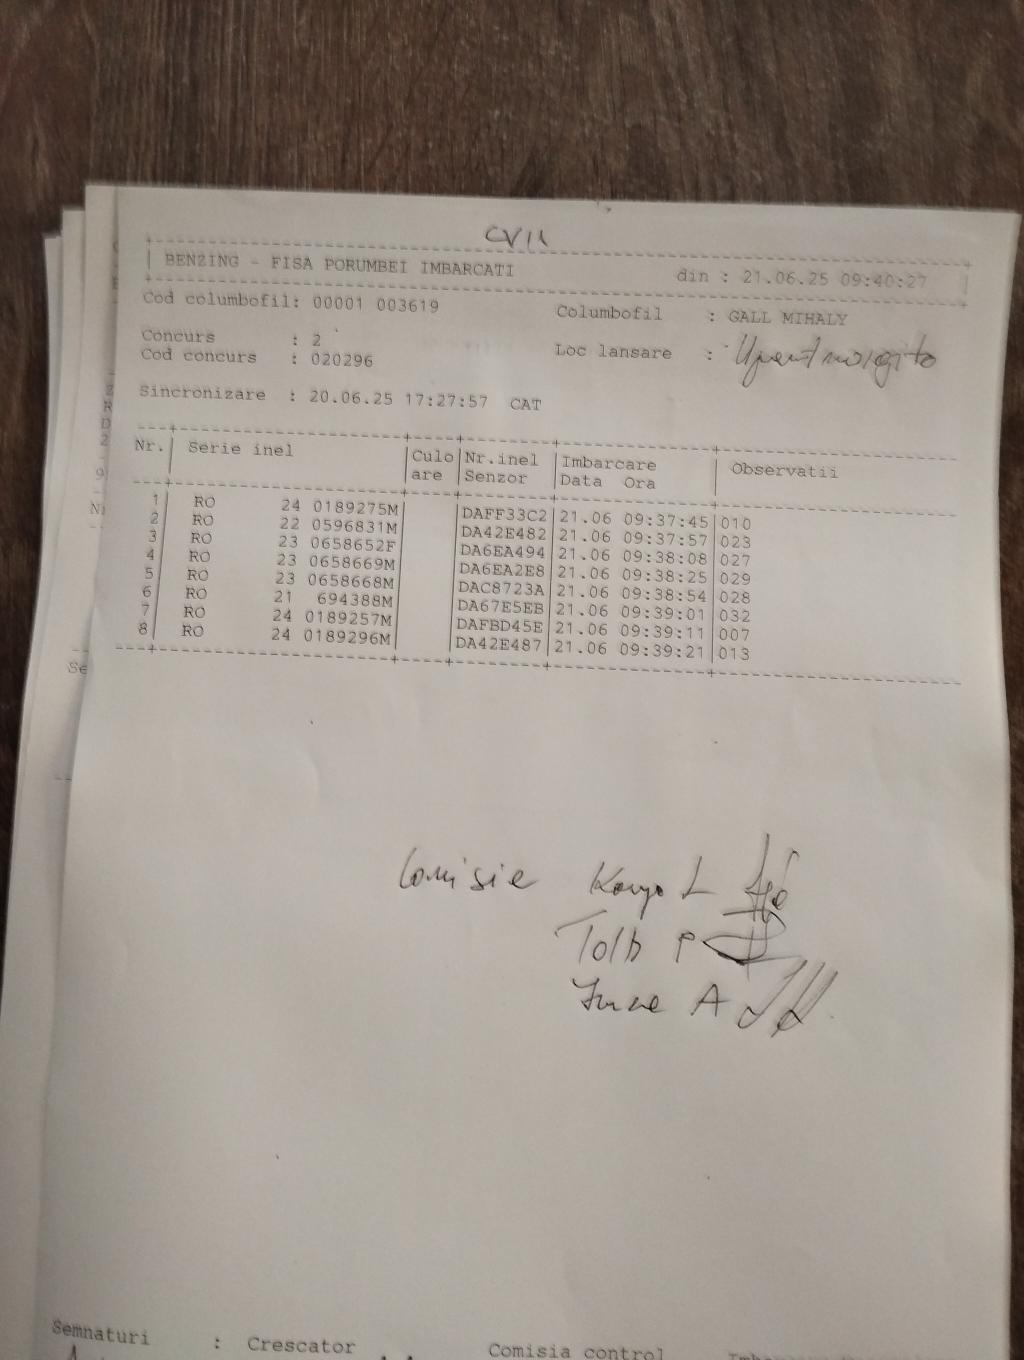 CVII
BENZING - FISA PORUMBEI IMBARCATI din : 21.06.25 09:40:27
Cod columbofil: 00001 003619 Columbofil : GALL MIHALY
Concurs : 2
Cod concurs : 020296 Loc lansare :
Sincronizare : 20.06.25 17:27:57 CAT
Nr. Serie inel Culo Nr.inel Imbarcare Observatii
are Senzor Data Ora
1 RO 24 0189275M DAFF33C2 21.06 09:37:45 010
2 RO 22 0596831M DA42E482 21.06 09:37:57 023
3 RO 23 0658652F DA6EA494 21.06 09:38:08 027
4 RO 23 0658669M DA6EA2E8 21.06 09:38:25 029
5 RO 23 0658668M DAC8723A 21.06 09:38:54 028
6 RO 21 694388M DA67E5EB 21.06 09:39:01 032
7 RO 24 0189257M DAFBD45E 21.06 09:39:11 007
8 RO 24 0189296M DA42E487 21.06 09:39:21 013
Comisie L
P
A
Semnaturi : Crescator Comisia control